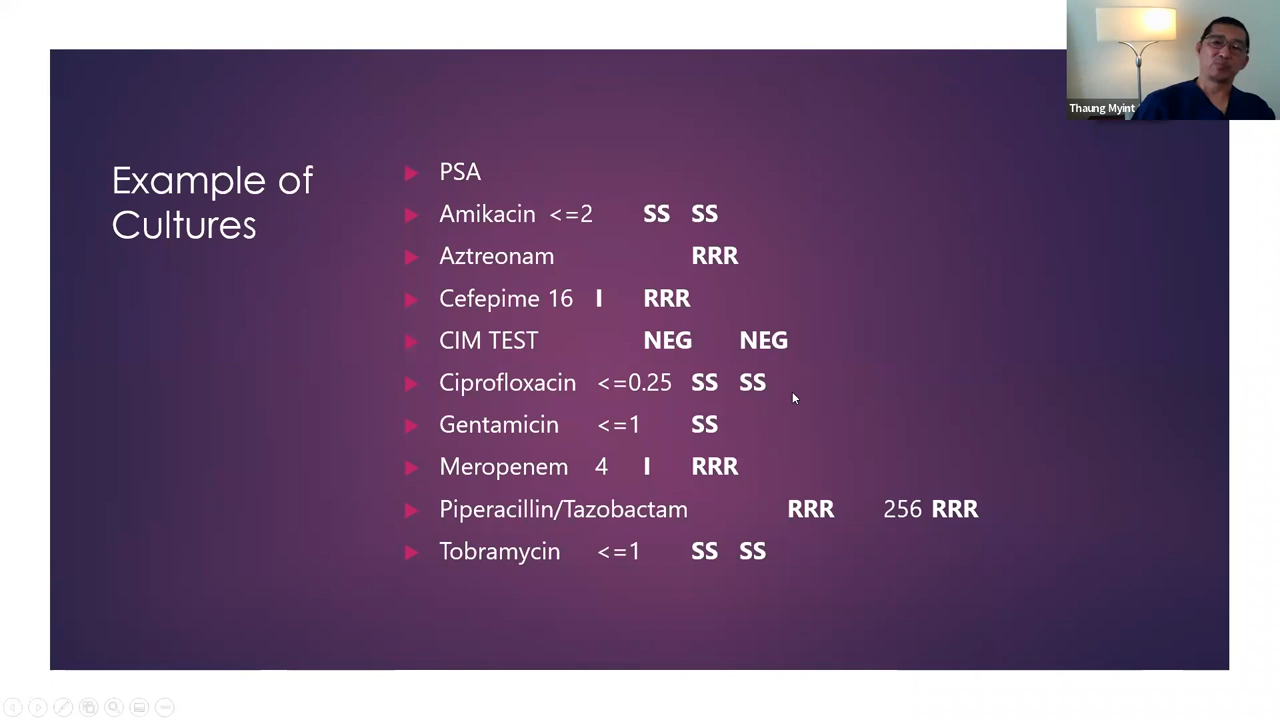 Thaung Myint
Example of
Cultures
PSA
Amikacin <=2 SS SS
Aztreonam RRR
Cefepime 16 I RRR
CIM TEST NEG NEG
Ciprofloxacin <=0.25 SS SS
Gentamicin <=1 SS
Meropenem 4 I RRR
Piperacillin/Tazobactam RRR 256 RRR
Tobramycin <=1 SS SS